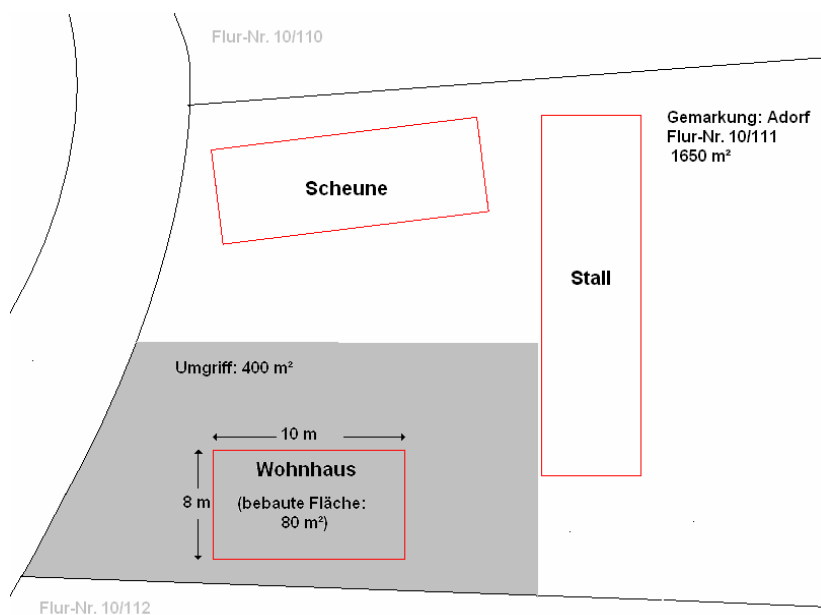 Flur-Nr. 10/110
Gemarkung: Adorf
Flur-Nr. 10/111
1650 m²
Scheune
Stall
Umgriff: 400 m²
10 m
Wohnhaus
8 m
(bebaute Fläche:
80 m²)
Flur-Nr. 10/112